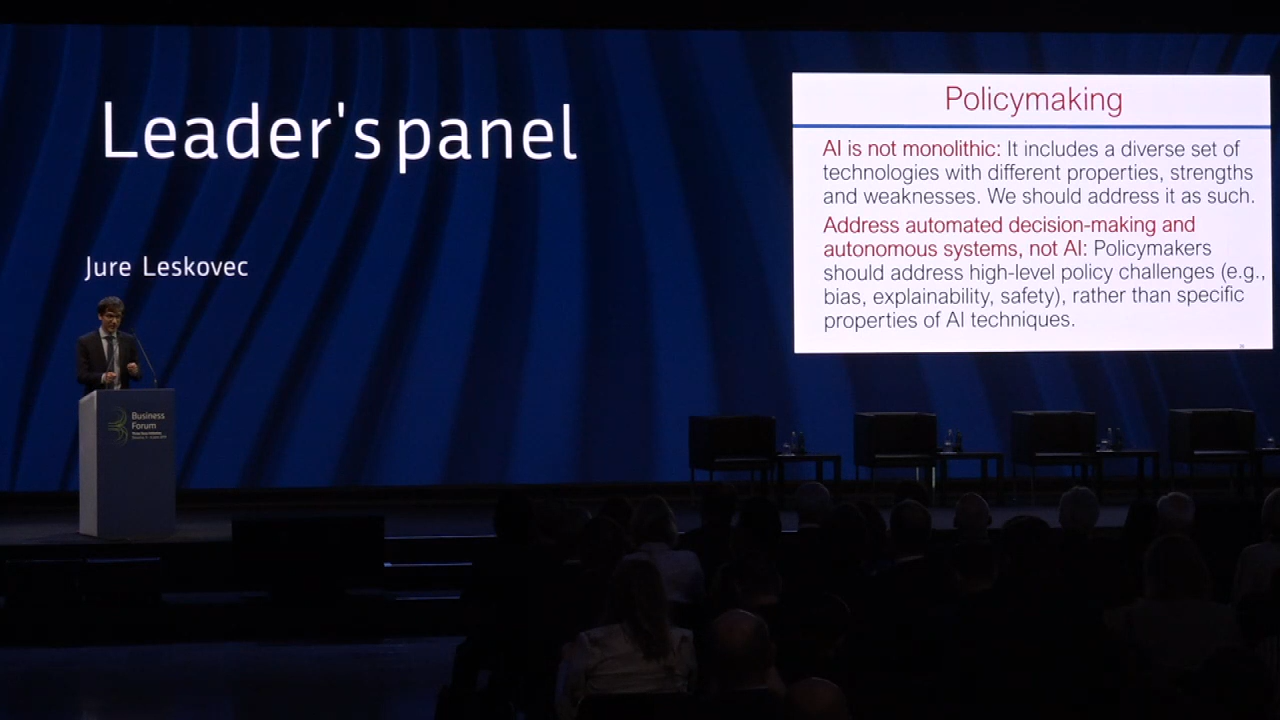 Leader's panel
Jure Leskovec
Policymaking
AI is not monolithic: It includes a diverse set of
technologies with different properties, strengths
and weaknesses. We should address it as such.
Address automated decision-making and
autonomous systems, not AI: Policymakers
should address high-level policy challenges (e.g.,
bias, explainability, safety), rather than specific
properties of AI techniques.
Business
Forum